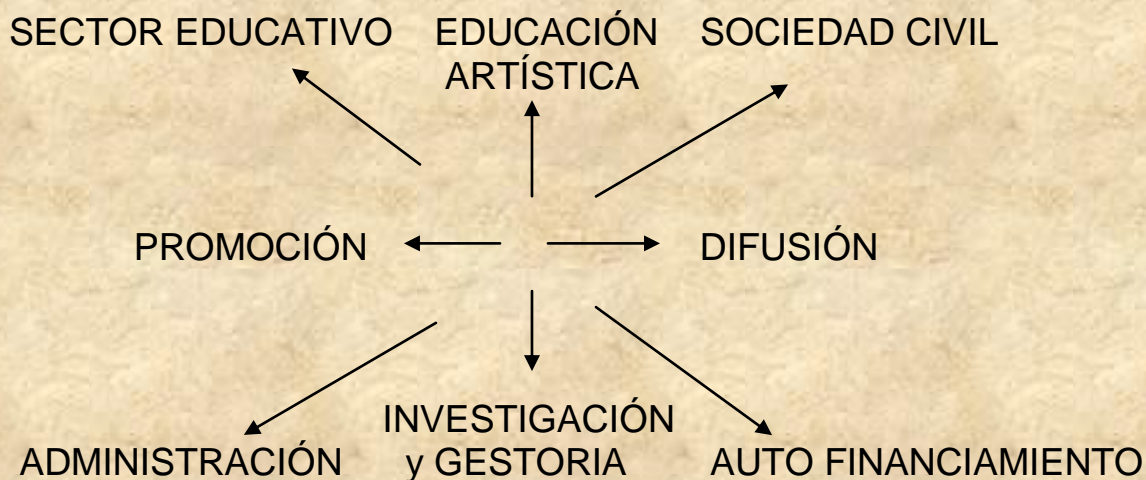 SECTOR EDUCATIVO
EDUCACIÓN
ARTÍSTICA
SOCIEDAD CIVIL
PROMOCIÓN
DIFUSIÓN
ADMINISTRACIÓN
INVESTIGACIÓN
y GESTORIA
AUTO FINANCIAMIENTO